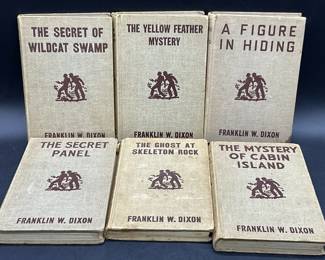 THE SECRET OF
WILDCAT SWAMP
FRANKLIN W. DIXON
THE YELLOW FEATHER
MYSTERY
FRANKLIN W. DIXON
A FIGURE
IN HIDING
FRANKLIN W. DIXON
THE SECRET
PANEL
FRANKLIN W. DIXON
THE GHOST AT
SKELETON ROCK
FRANKLIN W. DIXON
THE MYSTERY
OF CABIN
ISLAND
FRANKLIN W. DIXON